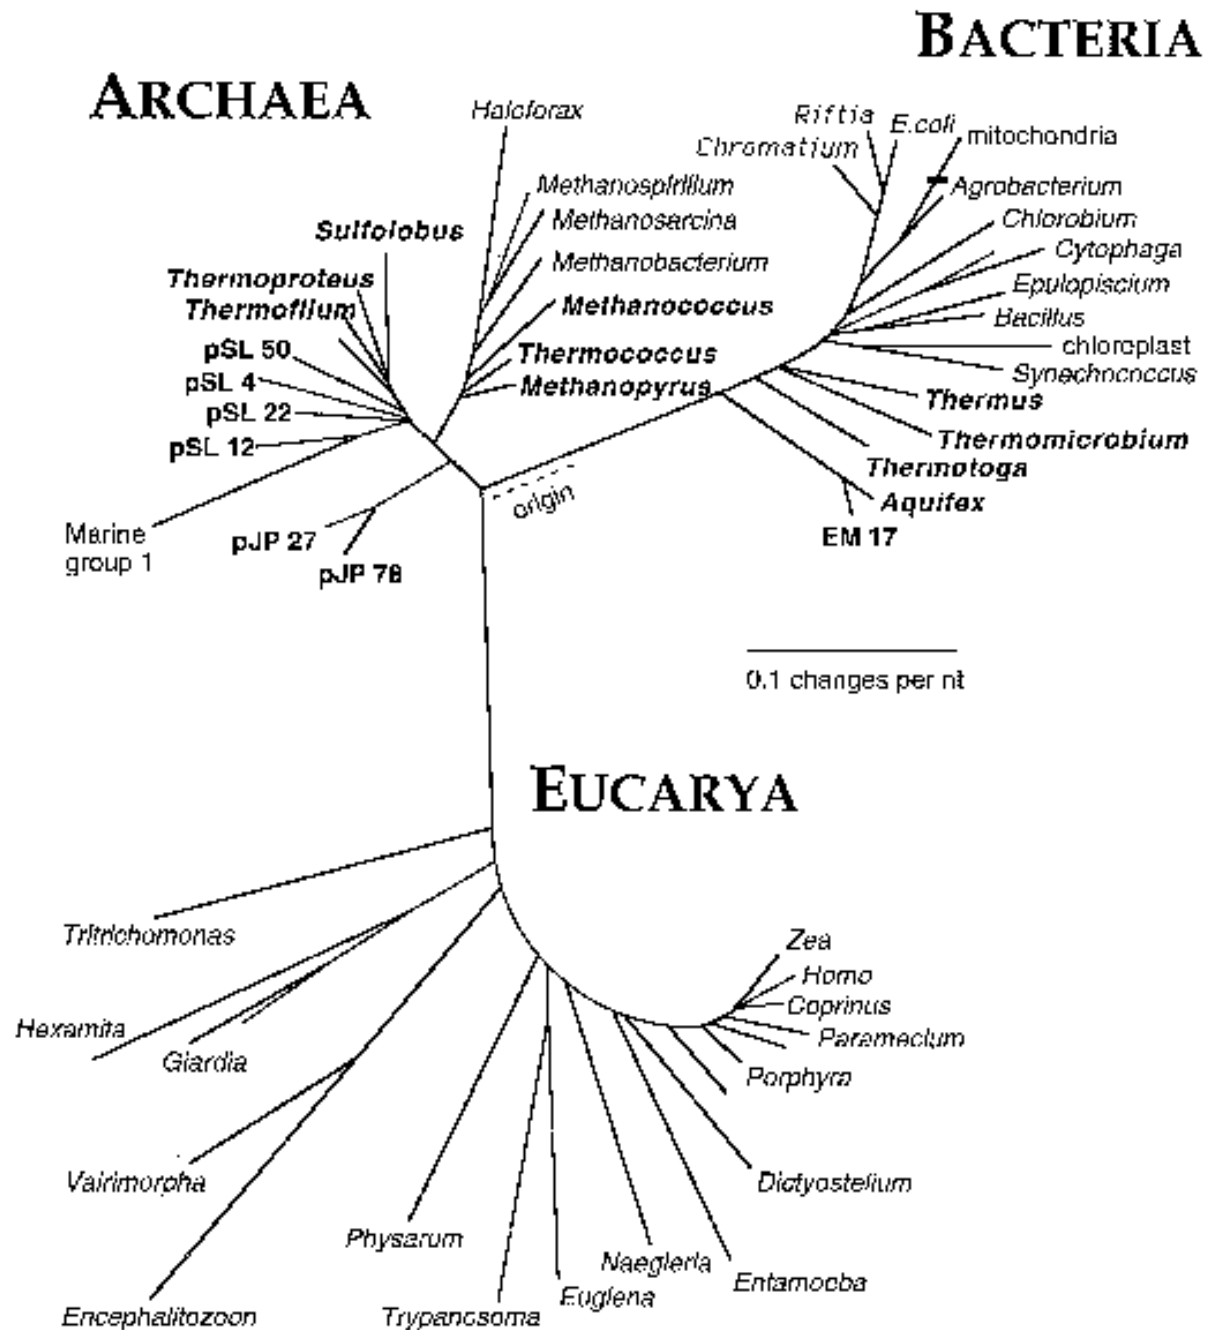 BACTERIA
ARCHAEA
Haloforax
Riftia
E.coli
mitochondria
Chromatium
Methanospirillum
Agrobacterium
Methanosarcina
Chlorobium
Sulfolobus
Cytophaga
Methanobacterium
Thermoproteus
Epulopiscium
Thermofilum
Methanococcus
Bacillus
pSL 50
chloroplast
Thermococcus
Synechococcus
pSL 4
Methanopyrus
Thermus
pSL 22
Thermomicrobium
pSL 12
Thermotoga
origin
Aquifex
Marine
group 1
pJP 27
EM 17
pJP 78
0.1 changes per nt
EUCARYA
Tritrichomonas
Zea
Homo
Coprinus
Hexamita
Paramecium
Giardia
Porphyra
Vairimorpha
Dictyostelium
Physarum
Naegleria
Entamoeba
Euglena
Encephalitozoon
Trypanosoma